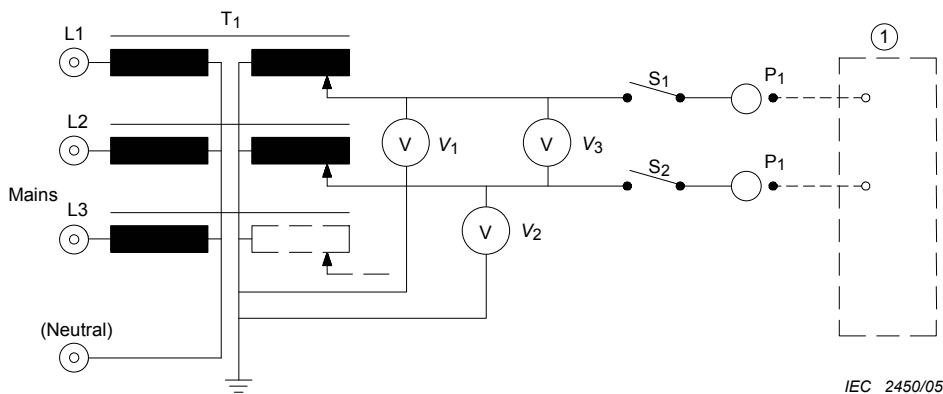 T1
L1
L2
L3
Mains
(Neutral)
V V1
V V3
V V2
S1
S2
P1
P1
1
IEC 2450/05